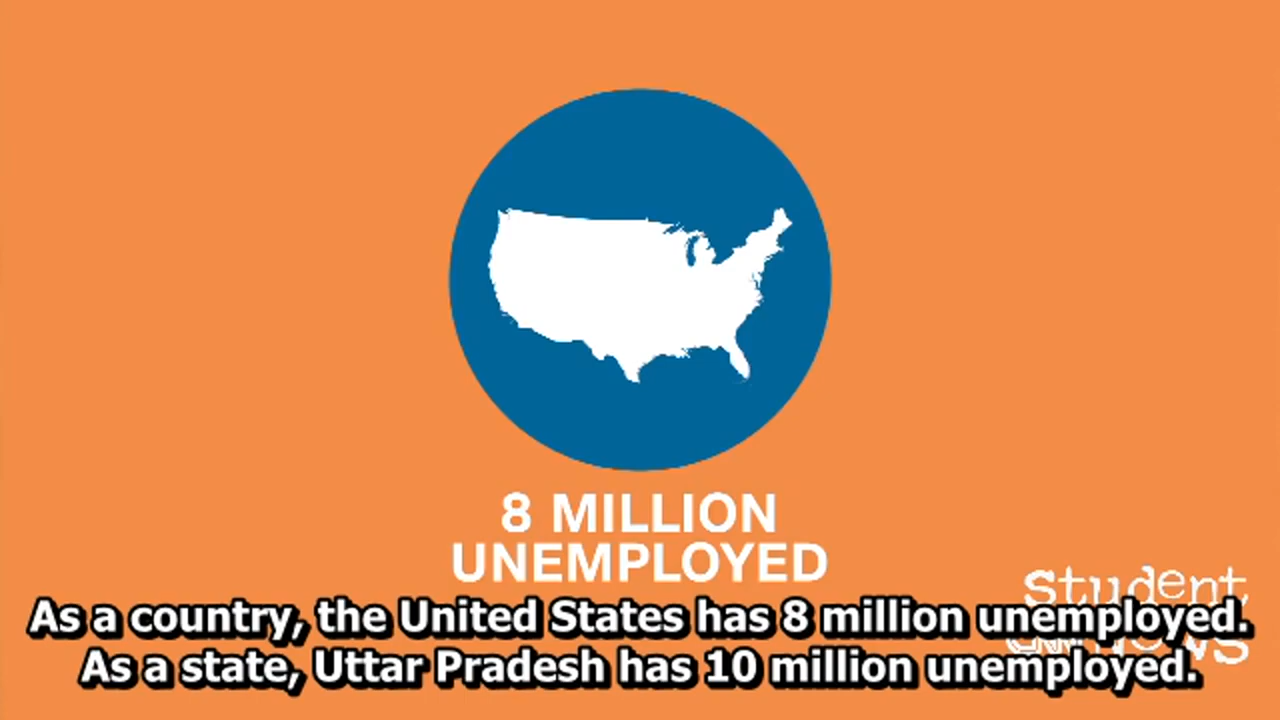 8 MILLION
UNEMPLOYED
student
As a country, the United States has 8 million unemployed.
news
As a state, Uttar Pradesh has 10 million unemployed.